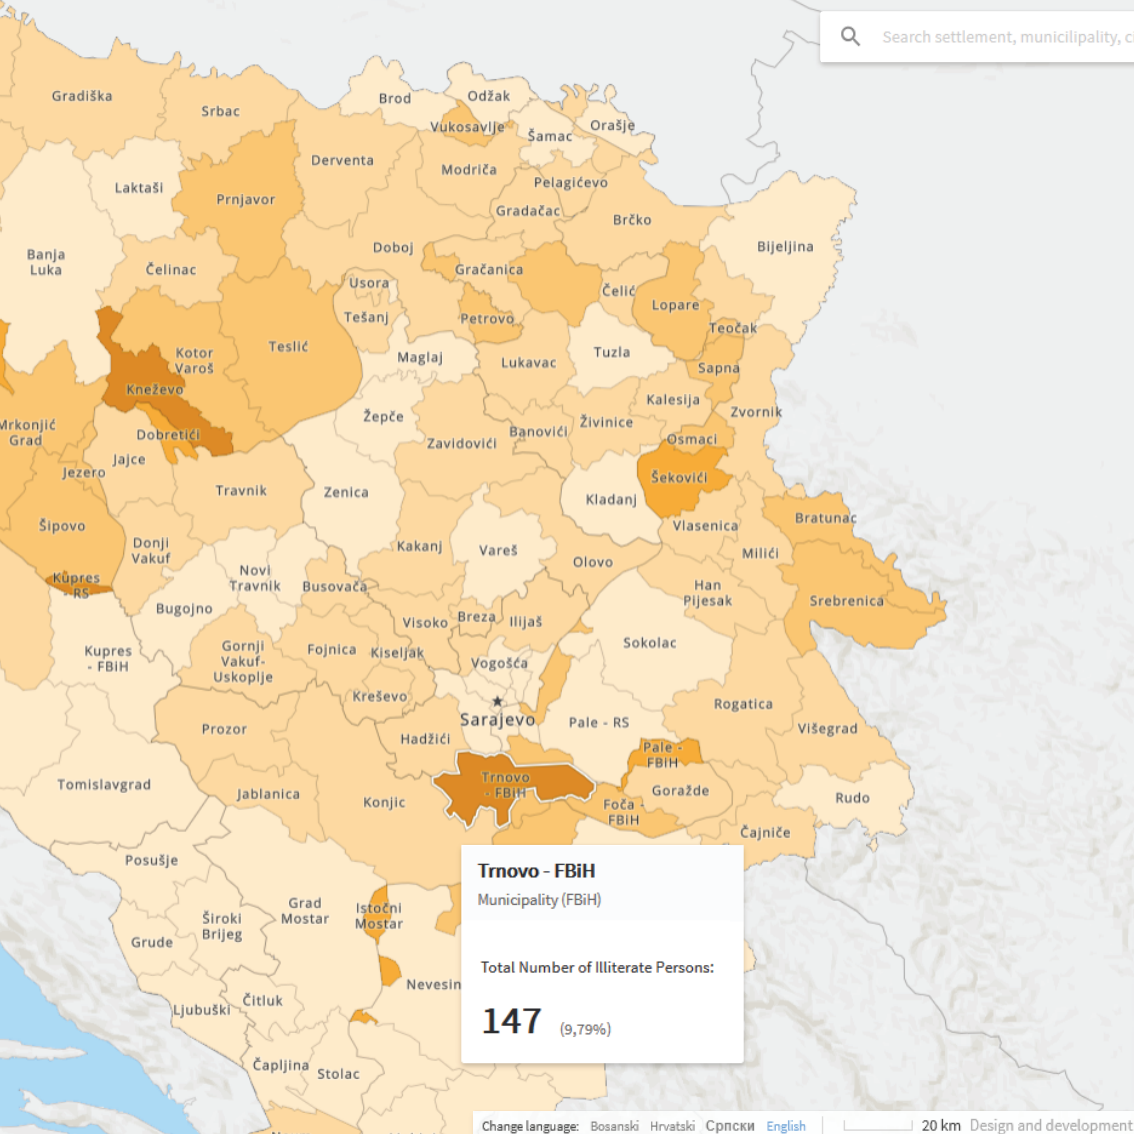 Search settlement, municilipality, c
Gradiška
Srbac
Brod
Odžak
Vukosavlje
Šamac
Orašje
Laktaši
Prnjavor
Derventa
Modriča
Pelagićevo
Gradačac
Brčko
Banja
Luka
Čelinac
Doboj
Gračanica
Bijeljina
Usora
Tešanj
Petrovo
Čelić
Lopare
Teočak
Kotor
Varoš
Teslić
Maglaj
Lukavac
Tuzla
Sapna
Kneževo
Mrkonjić
Grad
Dobretići
Žepče
Kalesija
Zvornik
Jajce
Jezero
Zavidovići
Banovići
Živinice
Osmaci
Travnik
Zenica
Kladanj
Šekovići
Šipovo
Donji
Vakuf
Kakanj
Vareš
Vlasenica
Bratunac
Olovo
Milići
Kupres
- RS
Novi
Travnik
Busovača
Han
Pijesak
Srebrenica
Bugojno
Visoko
Breza
Ilijaš
Kupres
- FBiH
Gornji
Vakuf-
Uskoplje
Fojnica
Kiseljak
Vogošća
Sokolac
Kreševo
Sarajevo
Pale - RS
Rogatica
Prozor
Hadžići
Višegrad
Pale -
FBiH
Tomislavgrad
Jablanica
Konjic
Trnovo
- FBiH
Foča -
FBiH
Goražde
Rudo
Čajniče
Posušje
Trnovo - FBiH
Municipality (FBiH)
Grad
Mostar
Istočni
Mostar
Široki
Brijeg
Grude
Total Number of Illiterate Persons:
Nevesin
Čitluk
Ljubuški
147 (9,79%)
Čapljina
Stolac
Change language: Bosanski Hrvatski Српски English 20 km Design and development